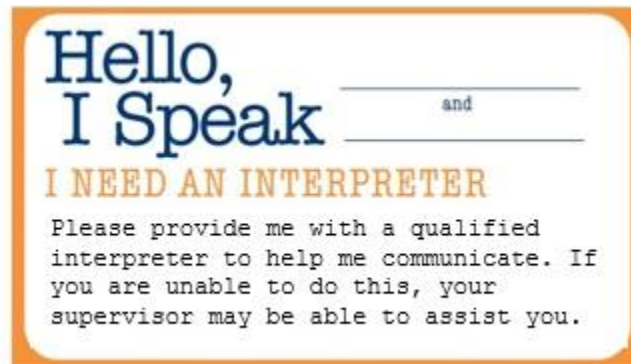 Hello,
I Speak
and
I NEED AN INTERPRETER
Please provide me with a qualified
interpreter to help me communicate. If
you are unable to do this, your
supervisor may be able to assist you.